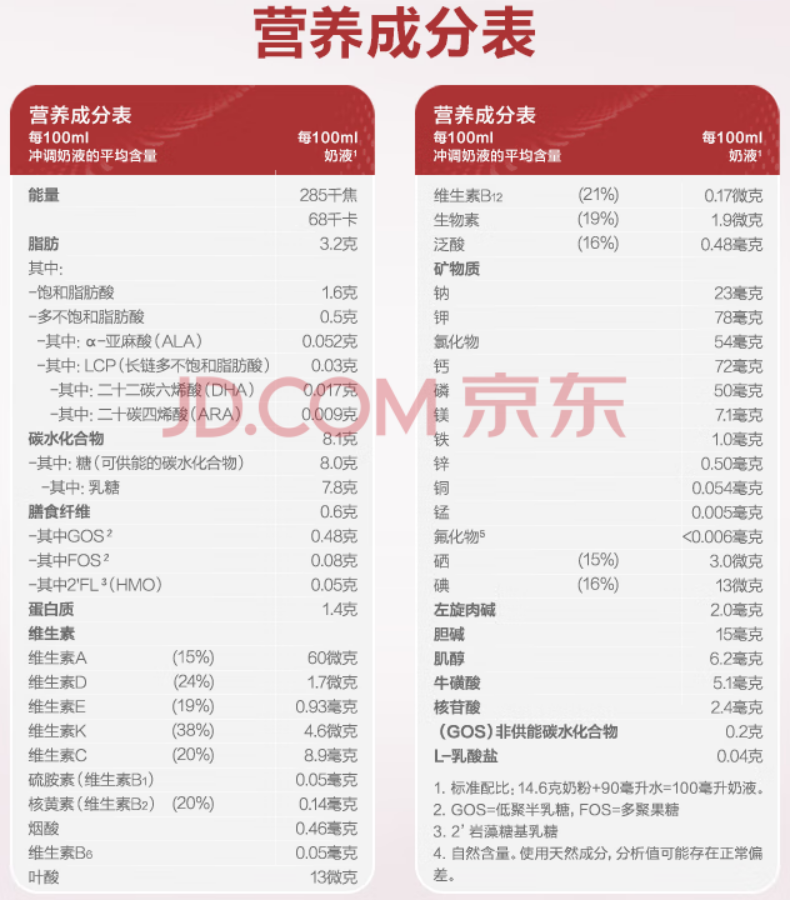 营养成分表
营养成分表
每100ml 每100ml
冲调奶液的平均含量 奶液¹
能量 285千焦
68千卡
脂肪 3.2克
其中:
-饱和脂肪酸 1.6克
-多不饱和脂肪酸 0.5克
-其中: α-亚麻酸(ALA) 0.052克
-其中: LCP(长链多不饱和脂肪酸) 0.03克
-其中: 二十二碳六烯酸(DHA) 0.017克
-其中: 二十碳四烯酸(ARA) 0.009克
碳水化合物 8.1克
-其中: 糖(可供能的碳水化合物) 8.0克
-其中: 乳糖 7.8克
膳食纤维 0.6克
-其中GOS² 0.48克
-其中FOS² 0.08克
-其中2'FL³(HMO) 0.05克
蛋白质 1.4克
维生素
维生素A (15%) 60微克
维生素D (24%) 1.7微克
维生素E (19%) 0.93毫克
维生素K (38%) 4.6微克
维生素C (20%) 8.9毫克
硫胺素(维生素B₁) 0.05毫克
核黄素(维生素B₂) (20%) 0.14毫克
烟酸 0.46毫克
维生素B₆ 0.05毫克
叶酸 13微克
营养成分表
每100ml 每100ml
冲调奶液的平均含量 奶液¹
维生素B₁₂ (21%) 0.17微克
生物素 (19%) 1.9微克
泛酸 (16%) 0.48毫克
矿物质
钠 23毫克
钾 78毫克
氯化物 54毫克
钙 72毫克
磷 50毫克
镁 7.1毫克
铁 1.0毫克
锌 0.50毫克
铜 0.054毫克
锰 0.005毫克
氟化物⁵ <0.006毫克
硒 (15%) 3.0微克
碘 (16%) 13微克
左旋肉碱 2.0毫克
胆碱 15毫克
肌醇 6.2毫克
牛磺酸 5.1毫克
核苷酸 2.4毫克
(GOS)非供能碳水化合物 0.2克
L-乳酸盐 0.04克
1. 标准配比: 14.6克奶粉+90毫升水=100毫升奶液。
2. GOS=低聚半乳糖, FOS=多聚果糖
3. 2' 岩藻糖基乳糖
4. 自然含量。使用天然成分, 分析值可能存在正常偏
差。
JD.COM 京东